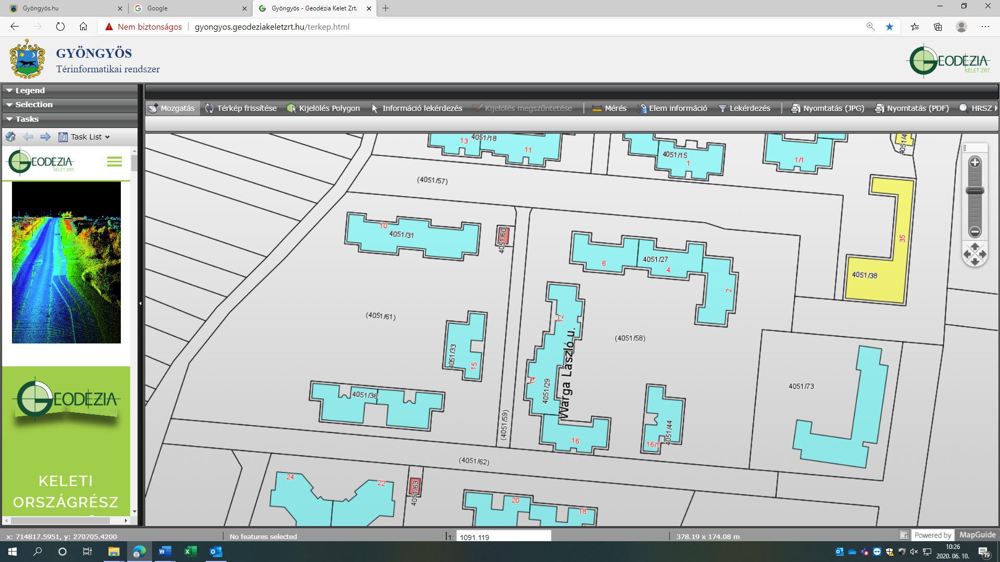 Gyöngyös.hu
Google
Gyöngyös - Geodézia Kelet Zrt.
Nem biztonságos
gyongyos.geodeziakeletzrt.hu/terkep.html
GYÖNGYÖS
Térinformatikai rendszer
GEODÉZIA
KELET ZRT.
Legend
Selection
Tasks
Task List
GEODÉZIA
KELET ZRT.
GEODÉZIA
KELET ZRT.
KELETI
ORSZÁGRÉSZ
Mozgatás
Térkép frissítése
Kijelölés Polygon
Információ lekérdezés
Kijelölés megszűntetése
Mérés
Elem információ
Lekérdezés
Nyomtatás (JPG)
Nyomtatás (PDF)
HRSZ
13
4051/18
11
4051/15
1
1/1
(4051/57)
10
4051/31
4051/60
6
4051/27
4
2
35
4051/38
(4051/61)
12
(4051/58)
4051/33
15
14
4051/29
Warga László u.
4051/36
(4051/59)
16
16/1
4051/44
4051/73
(4051/62)
24
22
4051/63
20
18
x: 714817.5951, y: 270705.4200
No features selected
1:
1091.119
378.19 x 174.08 m
Powered by
MapGuide
10:26
2020. 06. 10.
19